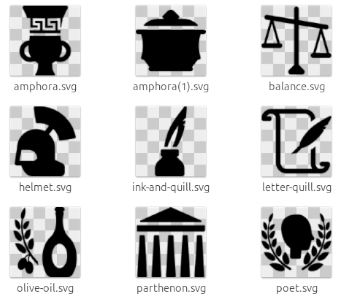 amphora.svg
amphora(1).svg
balance.svg
helmet.svg
ink-and-quill.svg
letter-quill.svg
olive-oil.svg
parthenon.svg
poet.svg